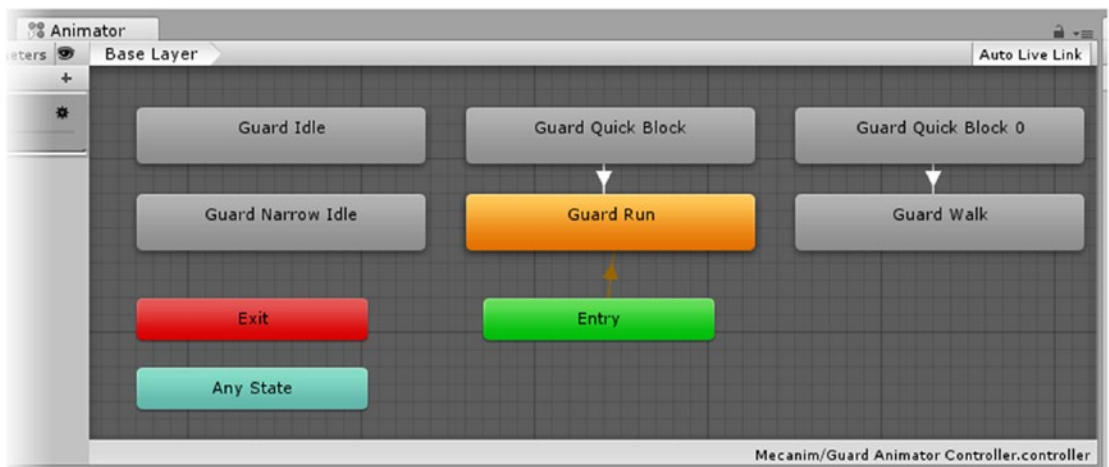 Animator
eters
Base Layer
Auto Live Link
Guard Idle
Guard Quick Block
Guard Quick Block 0
Guard Narrow Idle
Guard Run
Guard Walk
Exit
Entry
Any State
Mecanim/Guard Animator Controller.controller